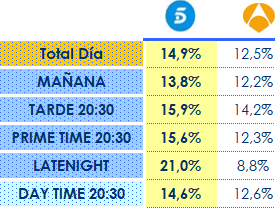 5
Total Día 14,9% 12,5%
MAÑANA 13,8% 12,2%
TARDE 20:30 15,9% 14,2%
PRIME TIME 20:30 15,6% 12,3%
LATENIGHT 21,0% 8,8%
DAY TIME 20:30 14,6% 12,6%